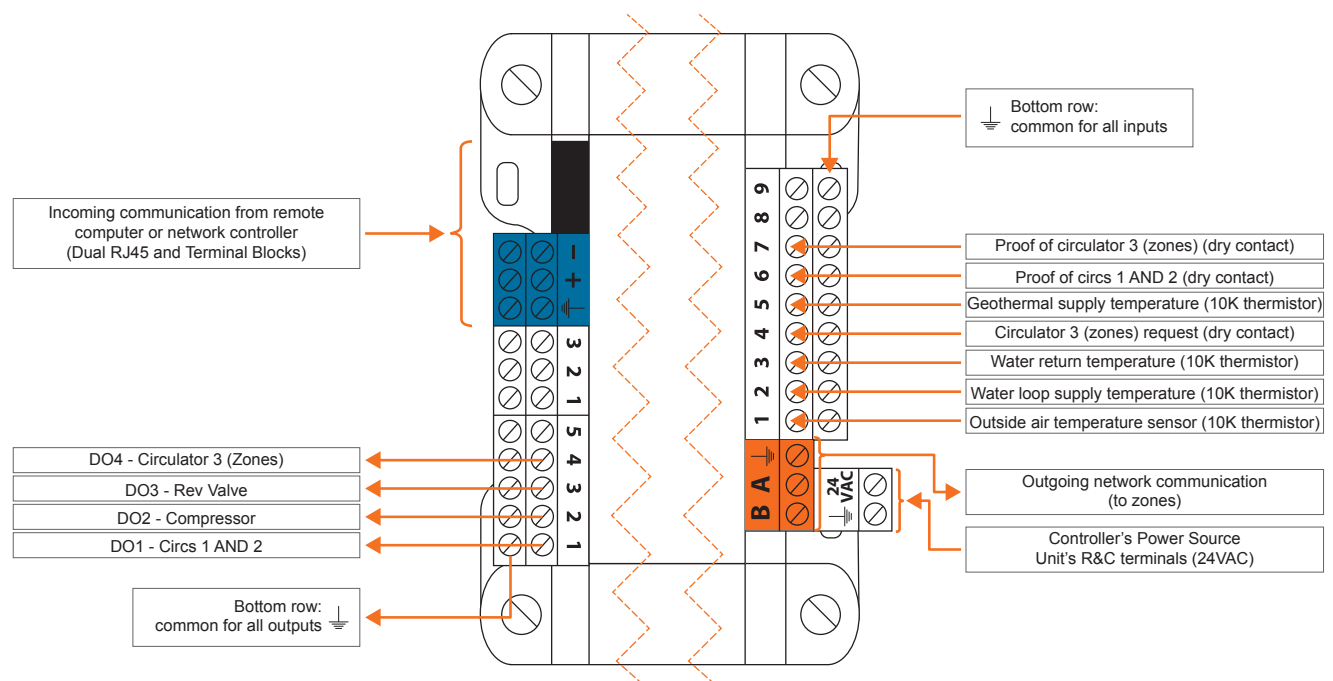 Incoming communication from remote
computer or network controller
(Dual RJ45 and Terminal Blocks)
DO4 - Circulator 3 (Zones)
DO3 - Rev Valve
DO2 - Compressor
DO1 - Circs 1 AND 2
Bottom row:
common for all outputs
−
+
3
2
1
5
4
3
2
1
9
8
7
6
5
4
3
2
1
A
B
24
VAC
Bottom row:
common for all inputs
Proof of circulator 3 (zones) (dry contact)
Proof of circs 1 AND 2 (dry contact)
Geothermal supply temperature (10K thermistor)
Circulator 3 (zones) request (dry contact)
Water return temperature (10K thermistor)
Water loop supply temperature (10K thermistor)
Outside air temperature sensor (10K thermistor)
Outgoing network communication
(to zones)
Controller's Power Source
Unit's R&C terminals (24VAC)